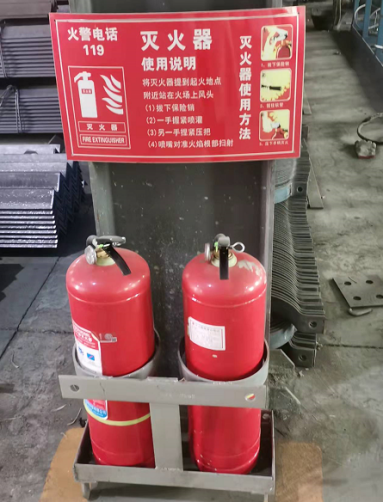 火警电话
119
灭火器
FIRE EXTINGUISHER
灭火器
使用说明
将灭火器提到起火地点
附近站在火场上风头
(1)拔下保险销
(2)一手握紧喷灌
(3)另一手捏紧压把
(4)喷嘴对准火焰根部扫射
灭火器使用方法